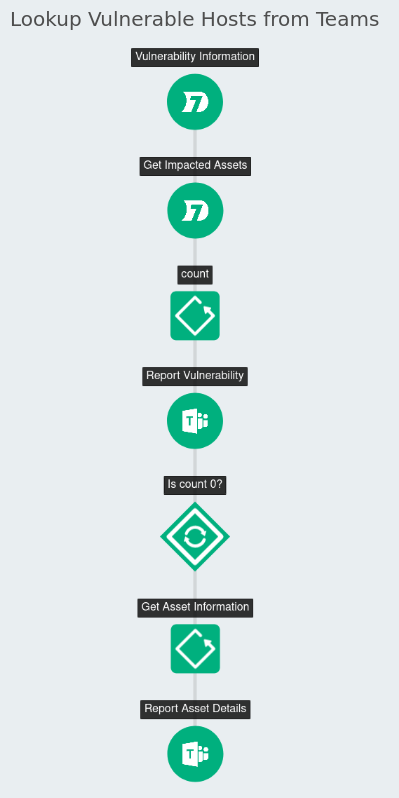 Lookup Vulnerable Hosts from Teams
Vulnerability Information
Get Impacted Assets
count
Report Vulnerability
T
Is count 0?
Get Asset Information
Report Asset Details
T